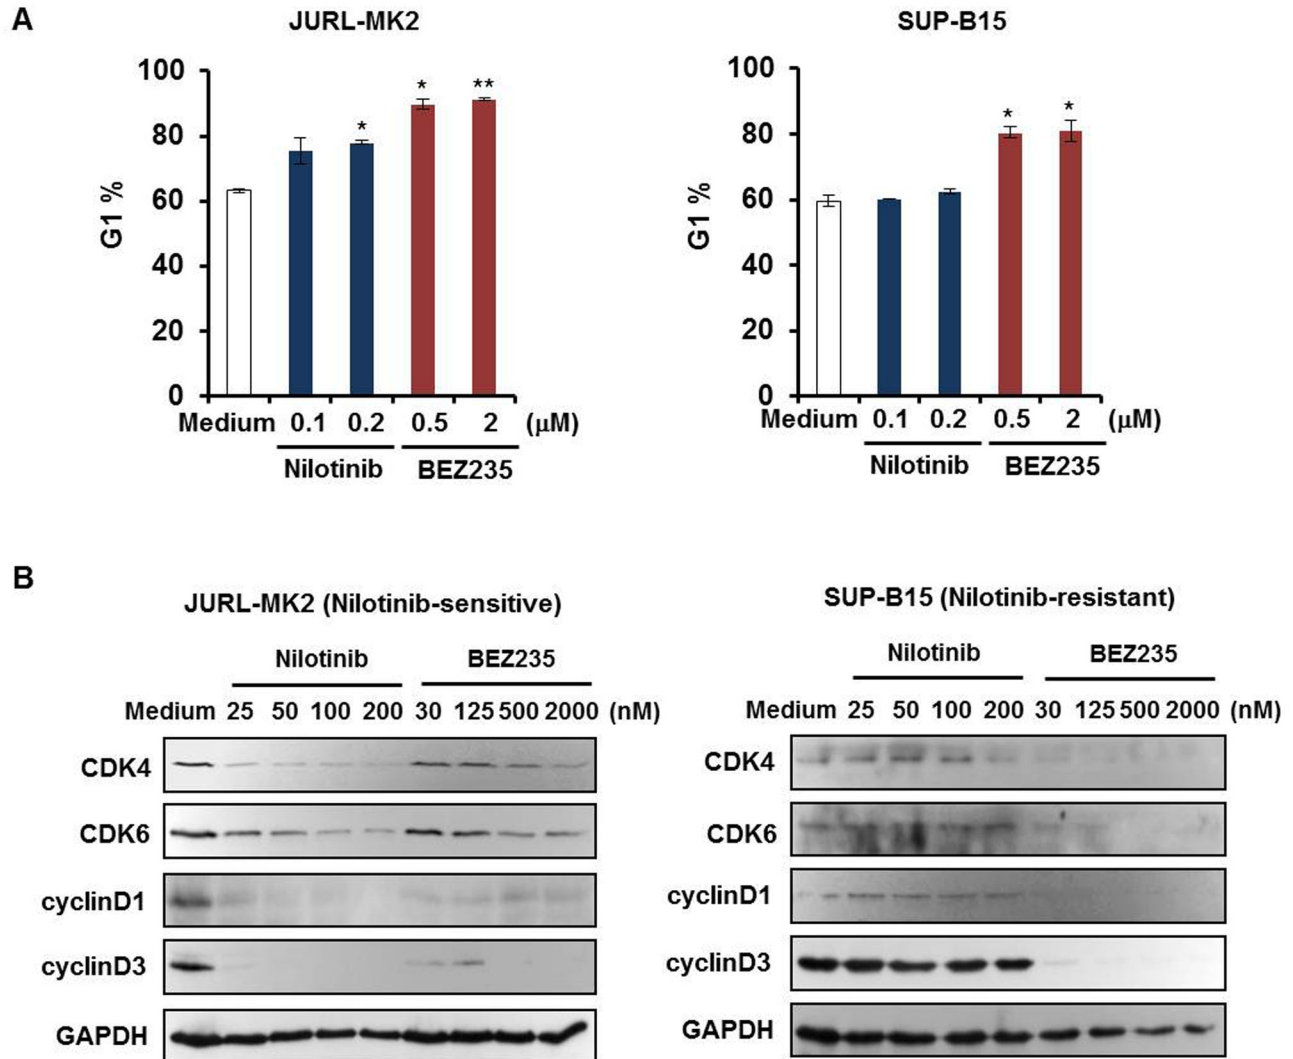 A
JURL-MK2
SUP-B15
100
80
60
40
20
0
G1 %
*
*
**
Medium 0.1 0.2 0.5 2 (μM)
Nilotinib BEZ235
100
80
60
40
20
0
G1 %
*
*
Medium 0.1 0.2 0.5 2 (μM)
Nilotinib BEZ235
B
JURL-MK2 (Nilotinib-sensitive)
Nilotinib BEZ235
Medium 25 50 100 200 30 125 500 2000 (nM)
CDK4
CDK6
cyclinD1
cyclinD3
GAPDH
SUP-B15 (Nilotinib-resistant)
Nilotinib BEZ235
Medium 25 50 100 200 30 125 500 2000 (nM)
CDK4
CDK6
cyclinD1
cyclinD3
GAPDH